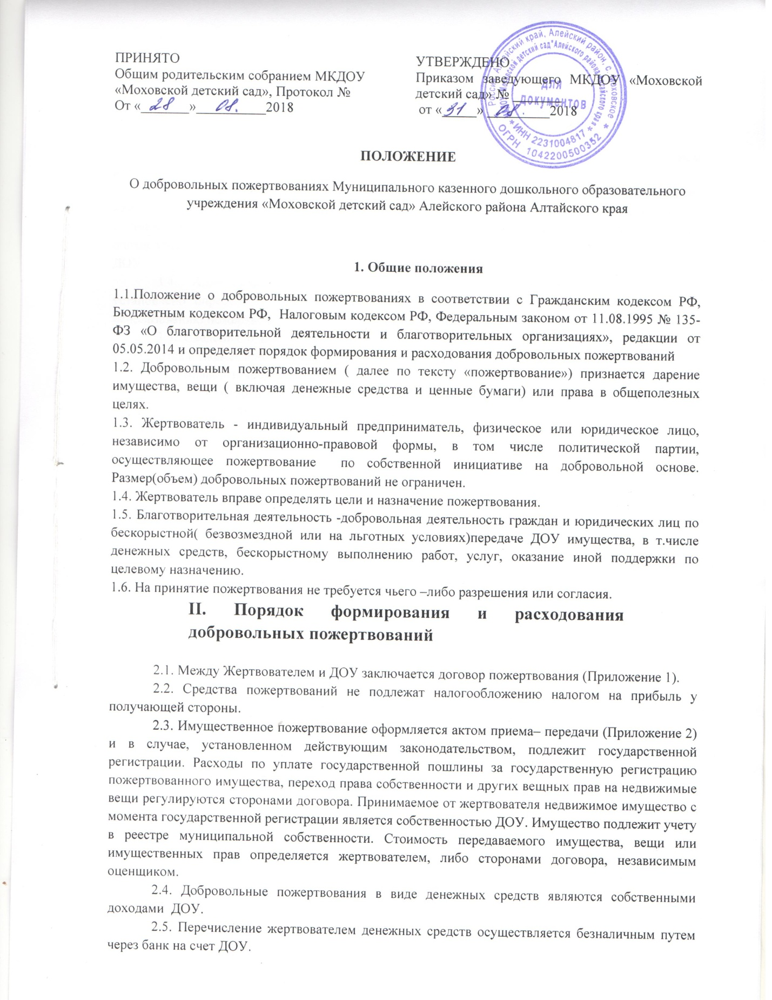 ПРИНЯТО
Общим родительским собранием МКДОУ
«Моховской детский сад», Протокол №
От «___28___»___08.___2018
УТВЕРЖДЕНО
Приказом заведующего МКДОУ «Моховской
детский сад» № ________
от «_31_» _08.________2018
Россия, Алтайский край, Алейский район, с. Моховское
Моховской детский сад" Алейского района Алтайского края
для
документов
* ИНН 2231004817 *
ОГРН 1042200500352 *
ПОЛОЖЕНИЕ
О добровольных пожертвованиях Муниципального казенного дошкольного образовательного
учреждения «Моховской детский сад» Алейского района Алтайского края
1. Общие положения
1.1.Положение о добровольных пожертвованиях в соответствии с Гражданским кодексом РФ,
Бюджетным кодексом РФ, Налоговым кодексом РФ, Федеральным законом от 11.08.1995 № 135-
ФЗ «О благотворительной деятельности и благотворительных организациях», редакции от
05.05.2014 и определяет порядок формирования и расходования добровольных пожертвований
1.2. Добровольным пожертвованием ( далее по тексту «пожертвование») признается дарение
имущества, вещи ( включая денежные средства и ценные бумаги) или права в общеполезных
целях.
1.3. Жертвователь - индивидуальный предприниматель, физическое или юридическое лицо,
независимо от организационно-правовой формы, в том числе политической партии,
осуществляющее пожертвование по собственной инициативе на добровольной основе.
Размер(объем) добровольных пожертвований не ограничен.
1.4. Жертвователь вправе определять цели и назначение пожертвования.
1.5. Благотворительная деятельность -добровольная деятельность граждан и юридических лиц по
бескорыстной( безвозмездной или на льготных условиях)передаче ДОУ имущества, в т.числе
денежных средств, бескорыстному выполнению работ, услуг, оказание иной поддержки по
целевому назначению.
1.6. На принятие пожертвования не требуется чьего –либо разрешения или согласия.
II. Порядок формирования и расходования
добровольных пожертвований
2.1. Между Жертвователем и ДОУ заключается договор пожертвования (Приложение 1).
2.2. Средства пожертвований не подлежат налогообложению налогом на прибыль у
получающей стороны.
2.3. Имущественное пожертвование оформляется актом приема– передачи (Приложение 2)
и в случае, установленном действующим законодательством, подлежит государственной
регистрации. Расходы по уплате государственной пошлины за государственную регистрацию
пожертвованного имущества, переход права собственности и других вещных прав на недвижимые
вещи регулируются сторонами договора. Принимаемое от жертвователя недвижимое имущество с
момента государственной регистрации является собственностью ДОУ. Имущество подлежит учету
в реестре муниципальной собственности. Стоимость передаваемого имущества, вещи или
имущественных прав определяется жертвователем, либо сторонами договора, независимым
оценщиком.
2.4. Добровольные пожертвования в виде денежных средств являются собственными
доходами ДОУ.
2.5. Перечисление жертвователем денежных средств осуществляется безналичным путем
через банк на счет ДОУ.